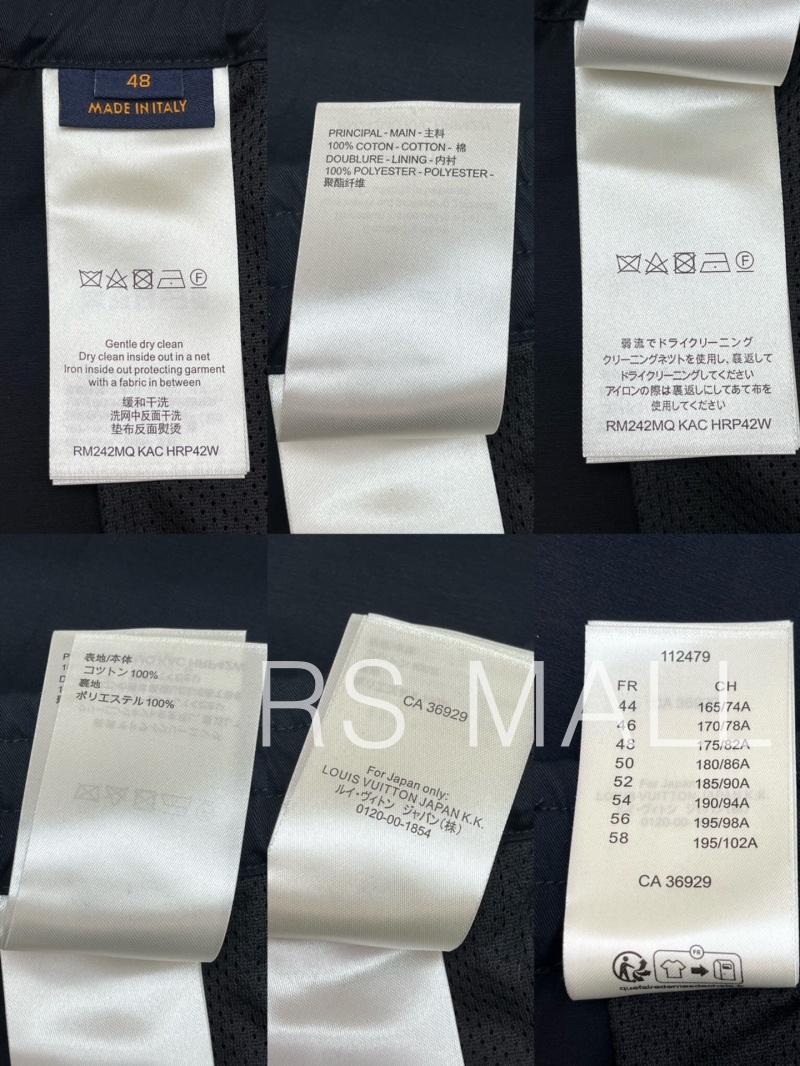 48
MADE IN ITALY
Gentle dry clean
Dry clean inside out in a net
Iron inside out protecting garment
with a fabric in between
缓和干洗
洗网中反面干洗
垫布反面熨烫
RM242MQ KAC HRP42W
PRINCIPAL - MAIN - 主料
100% COTON - COTTON - 棉
DOUBLURE - LINING - 内衬
100% POLYESTER - POLYESTER -
聚酯纤维
弱流でドライクリーニング
クリーニングネットを使用し、裏返して
ドライクリーニングしてください
アイロンの際は裏返しにしてあて布を
使用してください
RM242MQ KAC HRP42W
表地/本体
コットン 100%
裏地
ポリエステル 100%
CA 36929
For Japan only:
LOUIS VUITTON JAPAN K.K.
ルイ・ヴィトン ジャパン(株)
0120-00-1854
112479
FR CH
44 165/74A
46 170/78A
48 175/82A
50 180/86A
52 185/90A
54 190/94A
56 195/98A
58 195/102A
CA 36929
FR
RS MALL